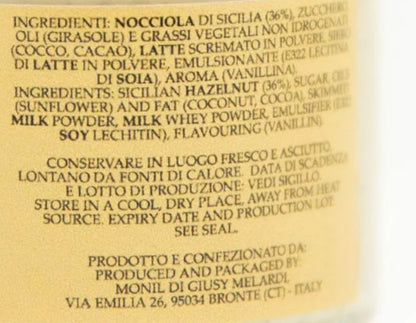 INGREDIENTI: NOCCIOLA DI SICILIA (36%), ZUCCHERO,
OLI (GIRASOLE) E GRASSI VEGETALI NON IDROGENATI
(COCCO, CACAO), LATTE SCREMATO IN POLVERE, SIERO
DI LATTE IN POLVERE, EMULSIONANTE (E322 LECITINA
DI SOIA), AROMA (VANILLINA).
INGREDIENTS: SICILIAN HAZELNUT (36%), SUGAR, OILS
(SUNFLOWER) AND FAT (COCONUT, COCOA), SKIMMED
MILK POWDER, MILK WHEY POWDER, EMULSIFIER (E322
SOY LECHITIN), FLAVOURING (VANILLIN).
CONSERVARE IN LUOGO FRESCO E ASCIUTTO,
LONTANO DA FONTI DI CALORE. DATA DI SCADENZA
E LOTTO DI PRODUZIONE: VEDI SIGILLO.
STORE IN A COOL, DRY PLACE, AWAY FROM HEAT
SOURCE. EXPIRY DATE AND PRODUCTION LOT:
SEE SEAL.
PRODOTTO E CONFEZIONATO DA:
PRODUCED AND PACKAGED BY:
MONIL DI GIUSY MELARDI,
VIA EMILIA 26, 95034 BRONTE (CT) - ITALY